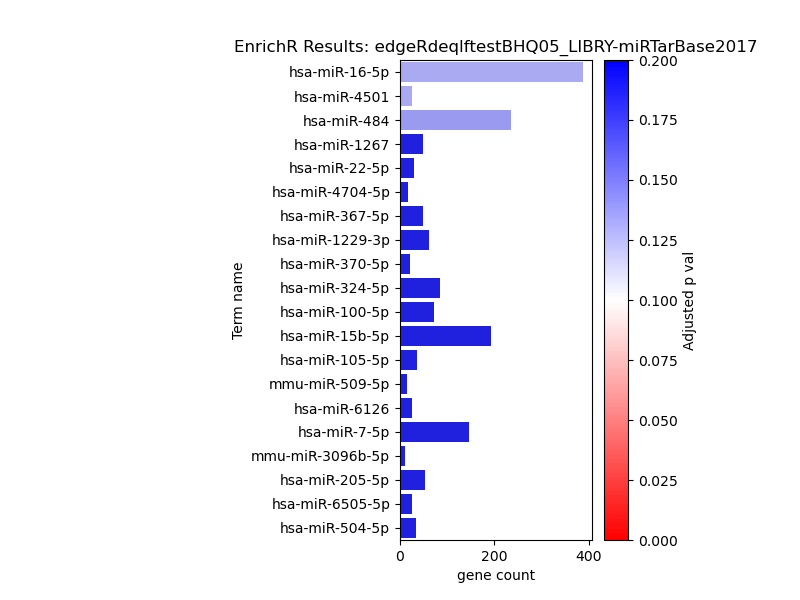 EnrichR Results: edgeRdeqlftestBHQ05_LIBRY-miRTarBase2017
hsa-miR-16-5p
hsa-miR-4501
hsa-miR-484
hsa-miR-1267
hsa-miR-22-5p
hsa-miR-4704-5p
hsa-miR-367-5p
hsa-miR-1229-3p
hsa-miR-370-5p
hsa-miR-324-5p
hsa-miR-100-5p
hsa-miR-15b-5p
hsa-miR-105-5p
mmu-miR-509-5p
hsa-miR-6126
hsa-miR-7-5p
mmu-miR-3096b-5p
hsa-miR-205-5p
hsa-miR-6505-5p
hsa-miR-504-5p
Term name
0 200 400
gene count
0.200
0.175
0.150
0.125
0.100
0.075
0.050
0.025
0.000
Adjusted p val